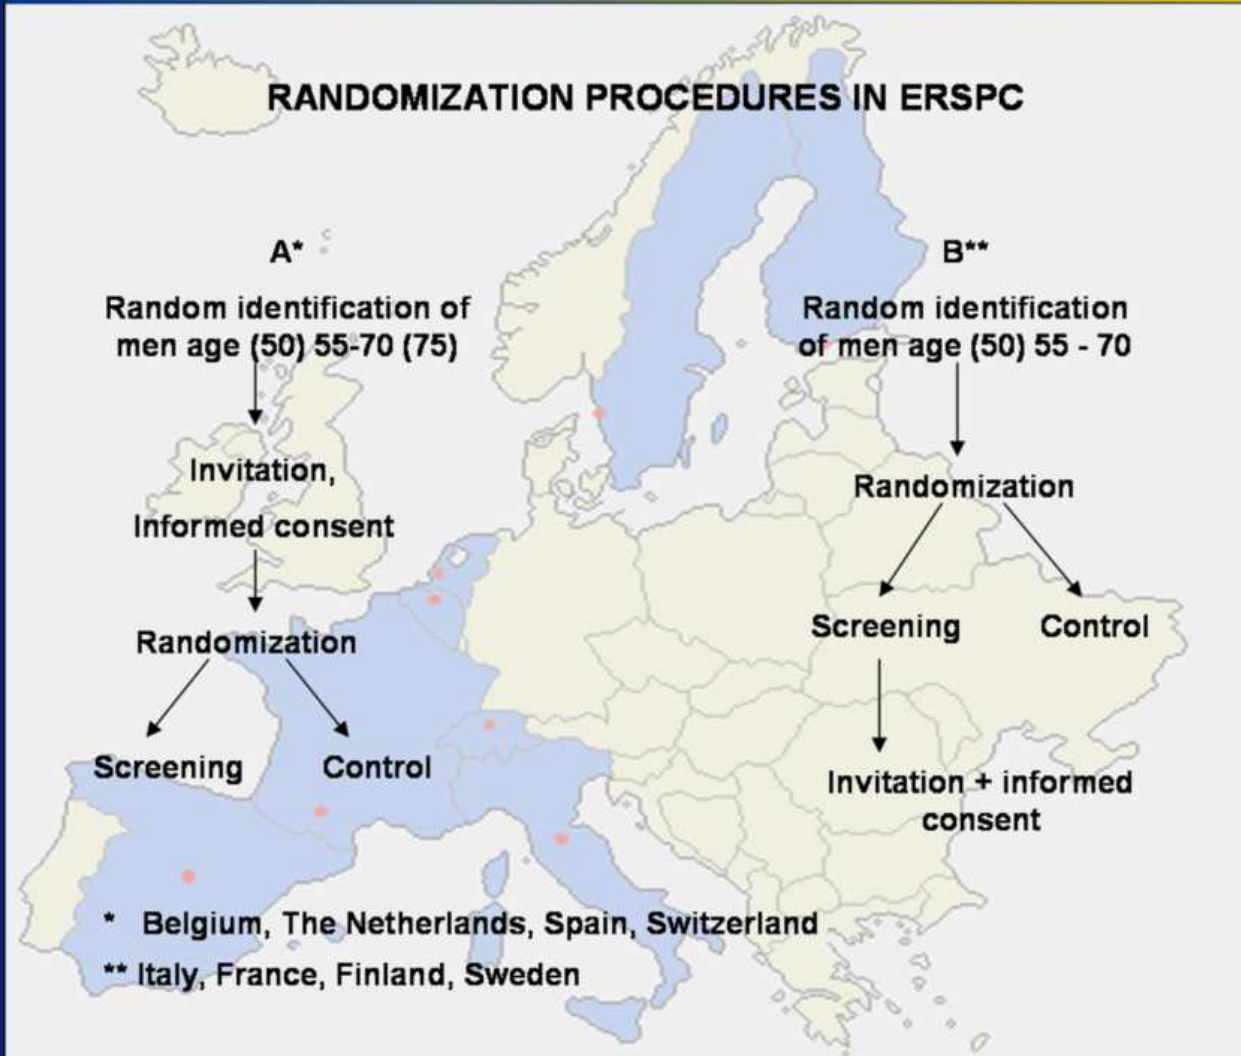 RANDOMIZATION PROCEDURES IN ERSPC
A*
Random identification of
men age (50) 55-70 (75)
Invitation,
Informed consent
Randomization
Screening
Control
B**
Random identification
of men age (50) 55 - 70
Randomization
Screening
Control
Invitation + informed
consent
* Belgium, The Netherlands, Spain, Switzerland
** Italy, France, Finland, Sweden